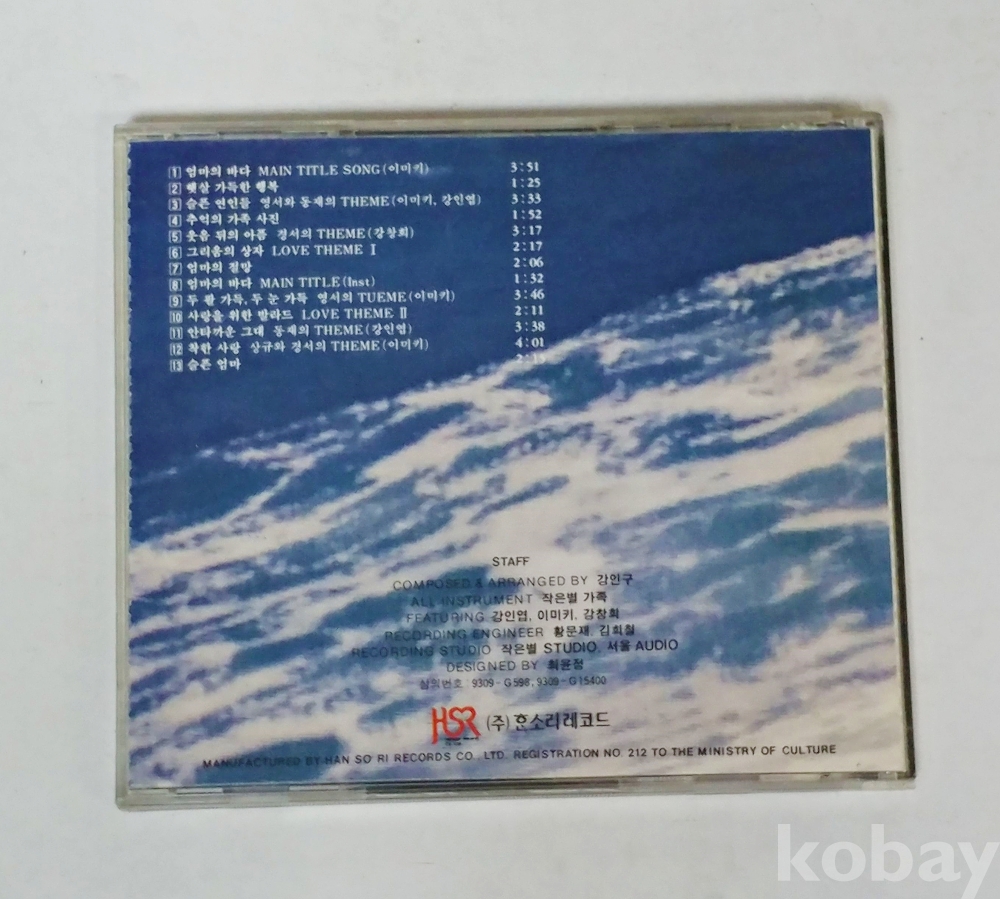 1 엄마의 바다 MAIN TITLE SONG(이미키) 3:51
2 햇살 가득한 행복 1:25
3 슬픈 연인들 영서와 동재의 THEME(이미키, 강인엽) 3:33
4 추억의 가족 사진 1:52
5 웃음 뒤의 아픔 경서의 THEME(강창희) 3:17
6 그리움의 상자 LOVE THEME Ⅰ 2:17
7 엄마의 절망 2:06
8 엄마의 바다 MAIN TITLE(Inst) 1:32
9 두 팔 가득, 두 눈 가득 영서의 TUEME(이미키) 3:46
10 사랑을 위한 발라드 LOVE THEME Ⅱ 2:11
11 안타까운 그대 동재의 THEME(강인엽) 3:38
12 착한 사랑 상규와 경서의 THEME(이미키) 4:01
13 슬픈 엄마
STAFF
COMPOSED & ARRANGED BY 강인구
ALL INSTRUMENT 작은별 가족
FEATURING 강인엽, 이미키, 강창희
RECORDING ENGINEER 황문재, 김희철
RECORDING STUDIO 작은별 STUDIO, 서울 AUDIO
DESIGNED BY 최윤정
심의번호 : 9309-G598, 9309-G15400
HSR (주) 한소리레코드
MANUFACTURED BY HAN SO RI RECORDS CO. LTD. REGISTRATION NO. 212 TO THE MINISTRY OF CULTURE
kobay